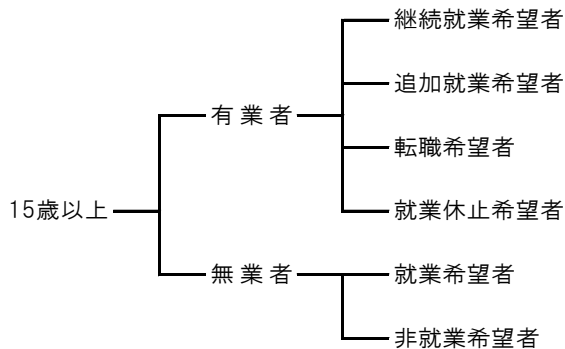 継続就業希望者
追加就業希望者
有業者
転職希望者
15歳以上
就業休止希望者
無業者
就業希望者
非就業希望者